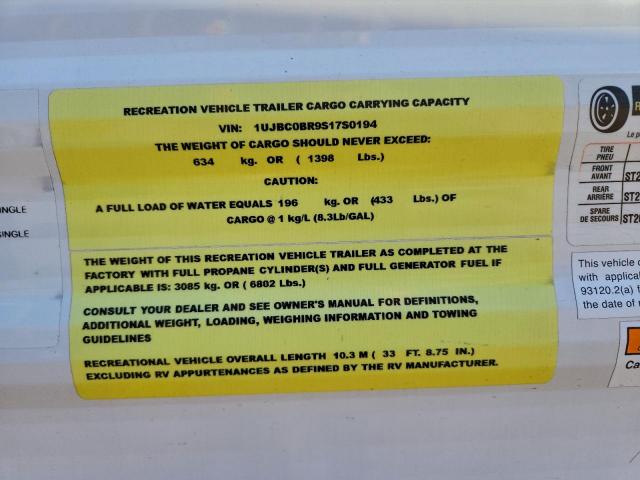 RECREATION VEHICLE TRAILER CARGO CARRYING CAPACITY
VIN: 1UJBC0BR9S17S0194
THE WEIGHT OF CARGO SHOULD NEVER EXCEED:
634 kg. OR ( 1398 Lbs.)
CAUTION:
A FULL LOAD OF WATER EQUALS 196 kg. OR (433 Lbs.) OF
CARGO @ 1 kg/L (8.3Lb/GAL)
THE WEIGHT OF THIS RECREATION VEHICLE TRAILER AS COMPLETED AT THE
FACTORY WITH FULL PROPANE CYLINDER(S) AND FULL GENERATOR FUEL IF
APPLICABLE IS: 3085 kg. OR ( 6802 Lbs.)
CONSULT YOUR DEALER AND SEE OWNER'S MANUAL FOR DEFINITIONS,
ADDITIONAL WEIGHT, LOADING, WEIGHING INFORMATION AND TOWING
GUIDELINES
RECREATIONAL VEHICLE OVERALL LENGTH 10.3 M ( 33 FT. 8.75 IN.)
EXCLUDING RV APPURTENANCES AS DEFINED BY THE RV MANUFACTURER.
SINGLE
SINGLE
TIRE
PNEU
FRONT
AVANT ST2
REAR
ARRIÈRE ST2
SPARE
DE SECOURS ST20
This vehicle
with applica
93120.2(a)
the date of
Ca